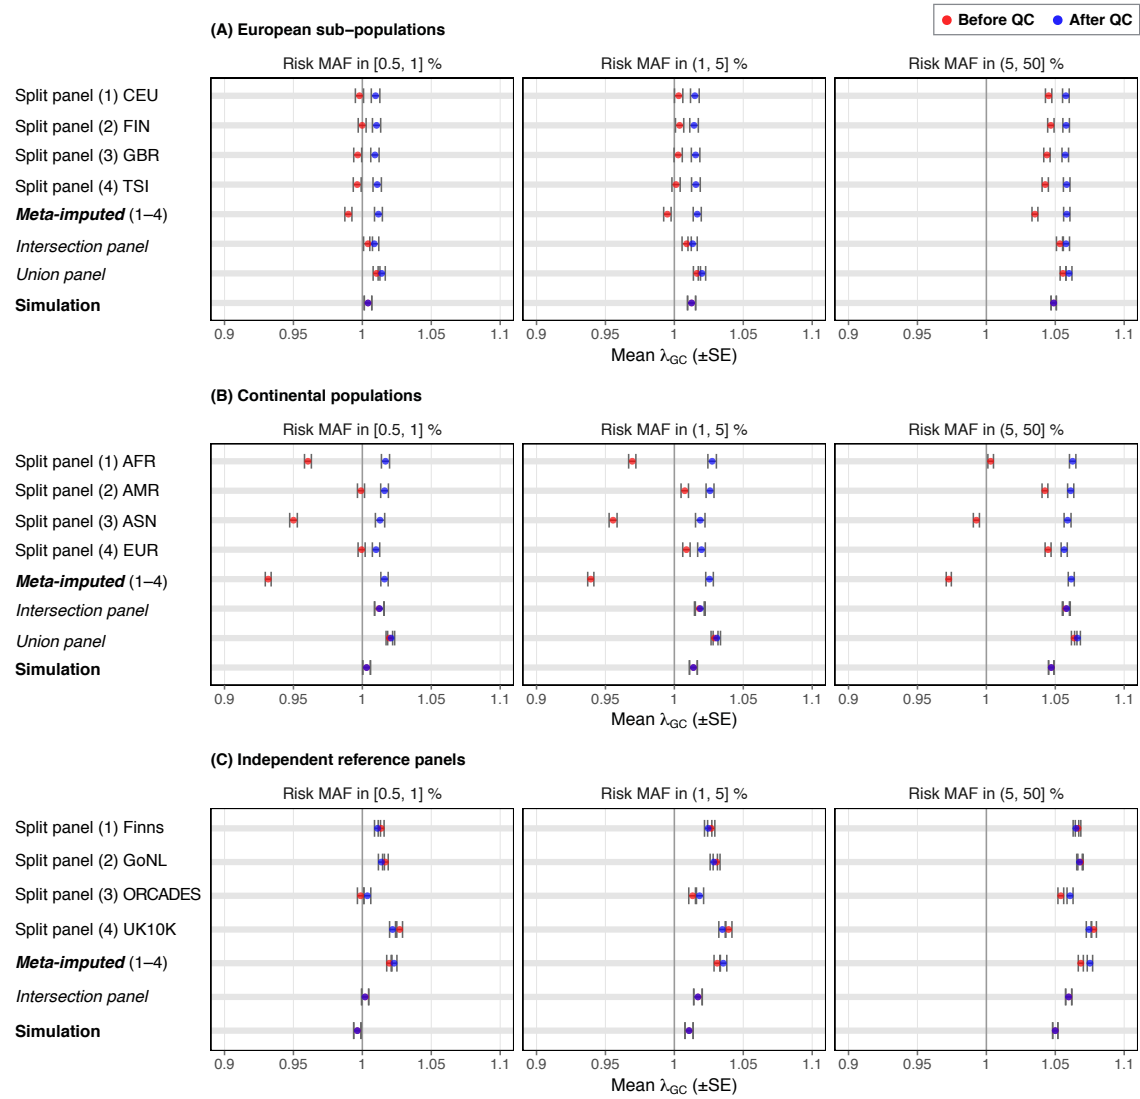 Before QC After QC
(A) European sub−populations
Risk MAF in [0.5, 1] % Risk MAF in (1, 5] % Risk MAF in (5, 50] %
Split panel (1) CEU
Split panel (2) FIN
Split panel (3) GBR
Split panel (4) TSI
Meta-imputed (1−4)
Intersection panel
Union panel
Simulation
0.9 0.95 1 1.05 1.1 0.9 0.95 1 1.05 1.1 0.9 0.95 1 1.05 1.1
Mean λGC (±SE)
(B) Continental populations
Risk MAF in [0.5, 1] % Risk MAF in (1, 5] % Risk MAF in (5, 50] %
Split panel (1) AFR
Split panel (2) AMR
Split panel (3) ASN
Split panel (4) EUR
Meta-imputed (1−4)
Intersection panel
Union panel
Simulation
0.9 0.95 1 1.05 1.1 0.9 0.95 1 1.05 1.1 0.9 0.95 1 1.05 1.1
Mean λGC (±SE)
(C) Independent reference panels
Risk MAF in [0.5, 1] % Risk MAF in (1, 5] % Risk MAF in (5, 50] %
Split panel (1) Finns
Split panel (2) GoNL
Split panel (3) ORCADES
Split panel (4) UK10K
Meta-imputed (1−4)
Intersection panel
Simulation
0.9 0.95 1 1.05 1.1 0.9 0.95 1 1.05 1.1 0.9 0.95 1 1.05 1.1
Mean λGC (±SE)